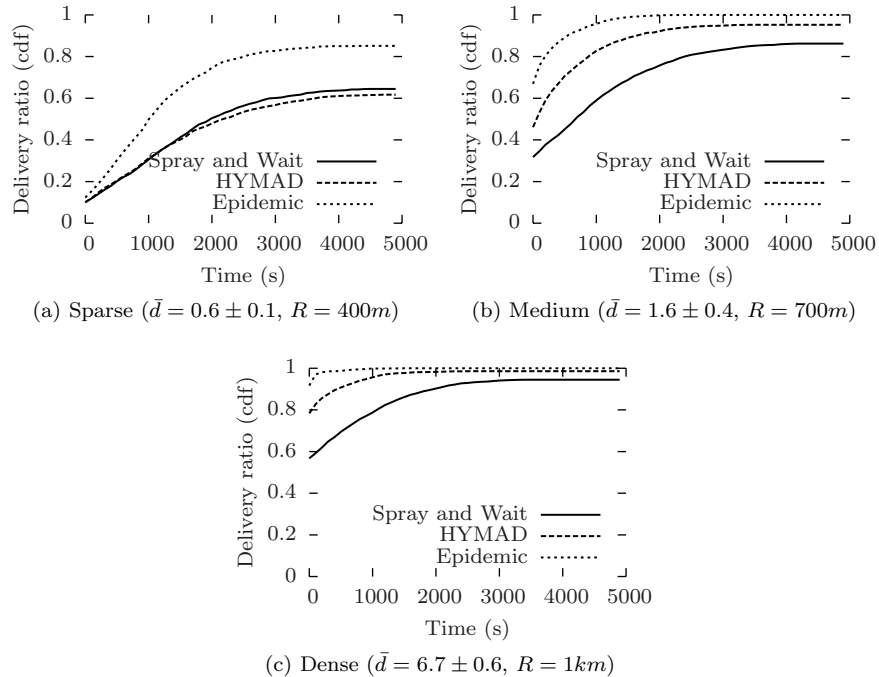 Delivery ratio (cdf)
1
0.8
0.6
0.4
0.2
0
Spray and Wait
HYMAD
Epidemic
0 1000 2000 3000 4000 5000
Time (s)
(a) Sparse (d̄ = 0.6 ± 0.1, R = 400m)
Delivery ratio (cdf)
1
0.8
0.6
0.4
0.2
0
Spray and Wait
HYMAD
Epidemic
0 1000 2000 3000 4000 5000
Time (s)
(b) Medium (d̄ = 1.6 ± 0.4, R = 700m)
Delivery ratio (cdf)
1
0.8
0.6
0.4
0.2
0
Spray and Wait
HYMAD
Epidemic
0 1000 2000 3000 4000 5000
Time (s)
(c) Dense (d̄ = 6.7 ± 0.6, R = 1km)